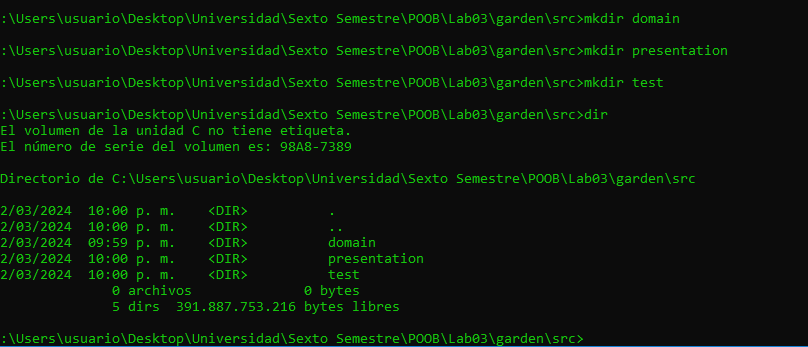 :\Users\usuario\Desktop\Universidad\Sexto Semestre\POOB\Lab03\garden\src>mkdir domain
:\Users\usuario\Desktop\Universidad\Sexto Semestre\POOB\Lab03\garden\src>mkdir presentation
:\Users\usuario\Desktop\Universidad\Sexto Semestre\POOB\Lab03\garden\src>mkdir test
:\Users\usuario\Desktop\Universidad\Sexto Semestre\POOB\Lab03\garden\src>dir
El volumen de la unidad C no tiene etiqueta.
El número de serie del volumen es: 98A8-7389
Directorio de C:\Users\usuario\Desktop\Universidad\Sexto Semestre\POOB\Lab03\garden\src
2/03/2024  10:00 p. m.    <DIR>          .
2/03/2024  10:00 p. m.    <DIR>          ..
2/03/2024  09:59 p. m.    <DIR>          domain
2/03/2024  10:00 p. m.    <DIR>          presentation
2/03/2024  10:00 p. m.    <DIR>          test
0 archivos              0 bytes
5 dirs  391.887.753.216 bytes libres
:\Users\usuario\Desktop\Universidad\Sexto Semestre\POOB\Lab03\garden\src>